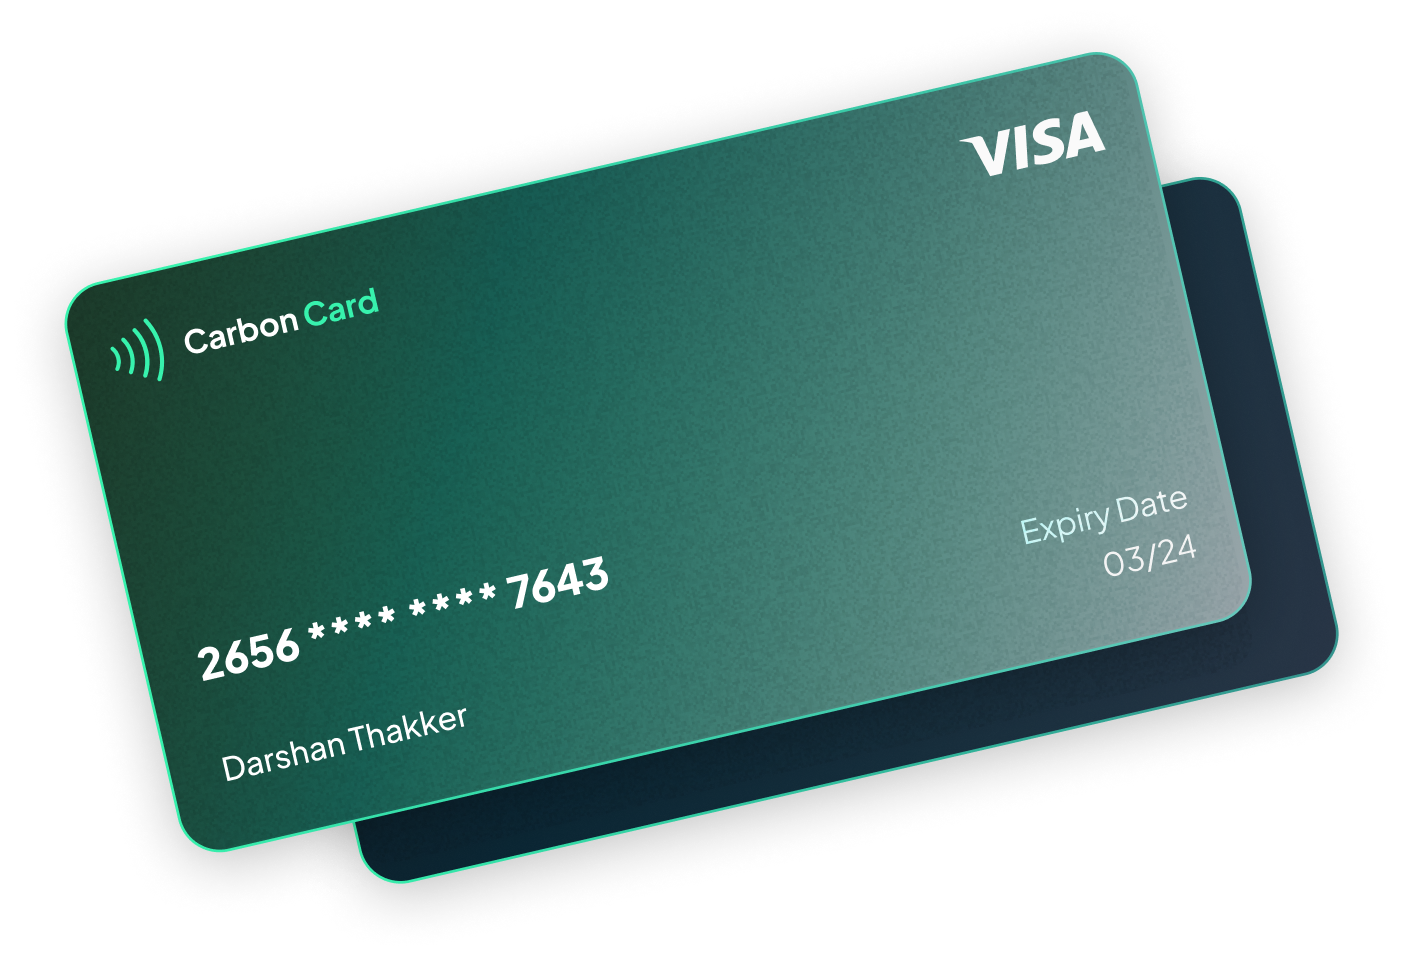 VISA
Carbon Card
Expiry Date
03/24
2656 **** **** 7643
Darshan Thakker